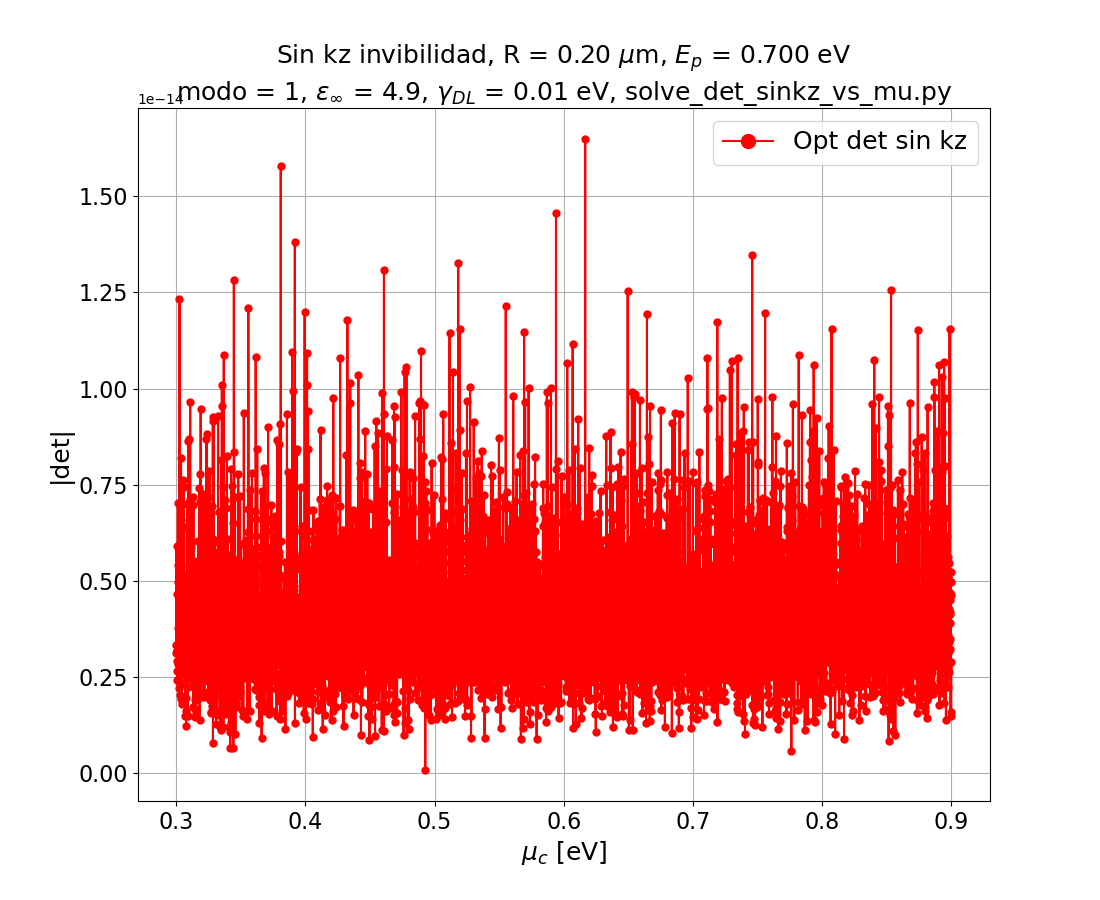 Sin kz invibilidad, R = 0.20 μm, E_p = 0.700 eV
modo = 1, ε_∞ = 4.9, γ_DL = 0.01 eV, solve_det_sinkz_vs_mu.py
1e−14
Opt det sin kz
1.50
1.25
1.00
0.75
0.50
0.25
0.00
|det|
0.3 0.4 0.5 0.6 0.7 0.8 0.9
μ_c [eV]